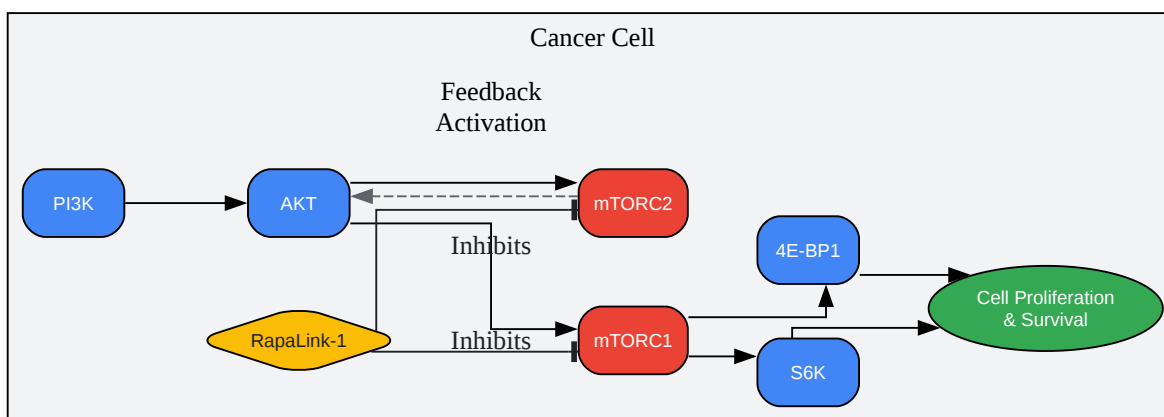 Cancer Cell
Feedback
Activation
PI3K
AKT
mTORC2
Inhibits
4E-BP1
Cell Proliferation
& Survival
RapaLink-1
Inhibits
mTORC1
S6K